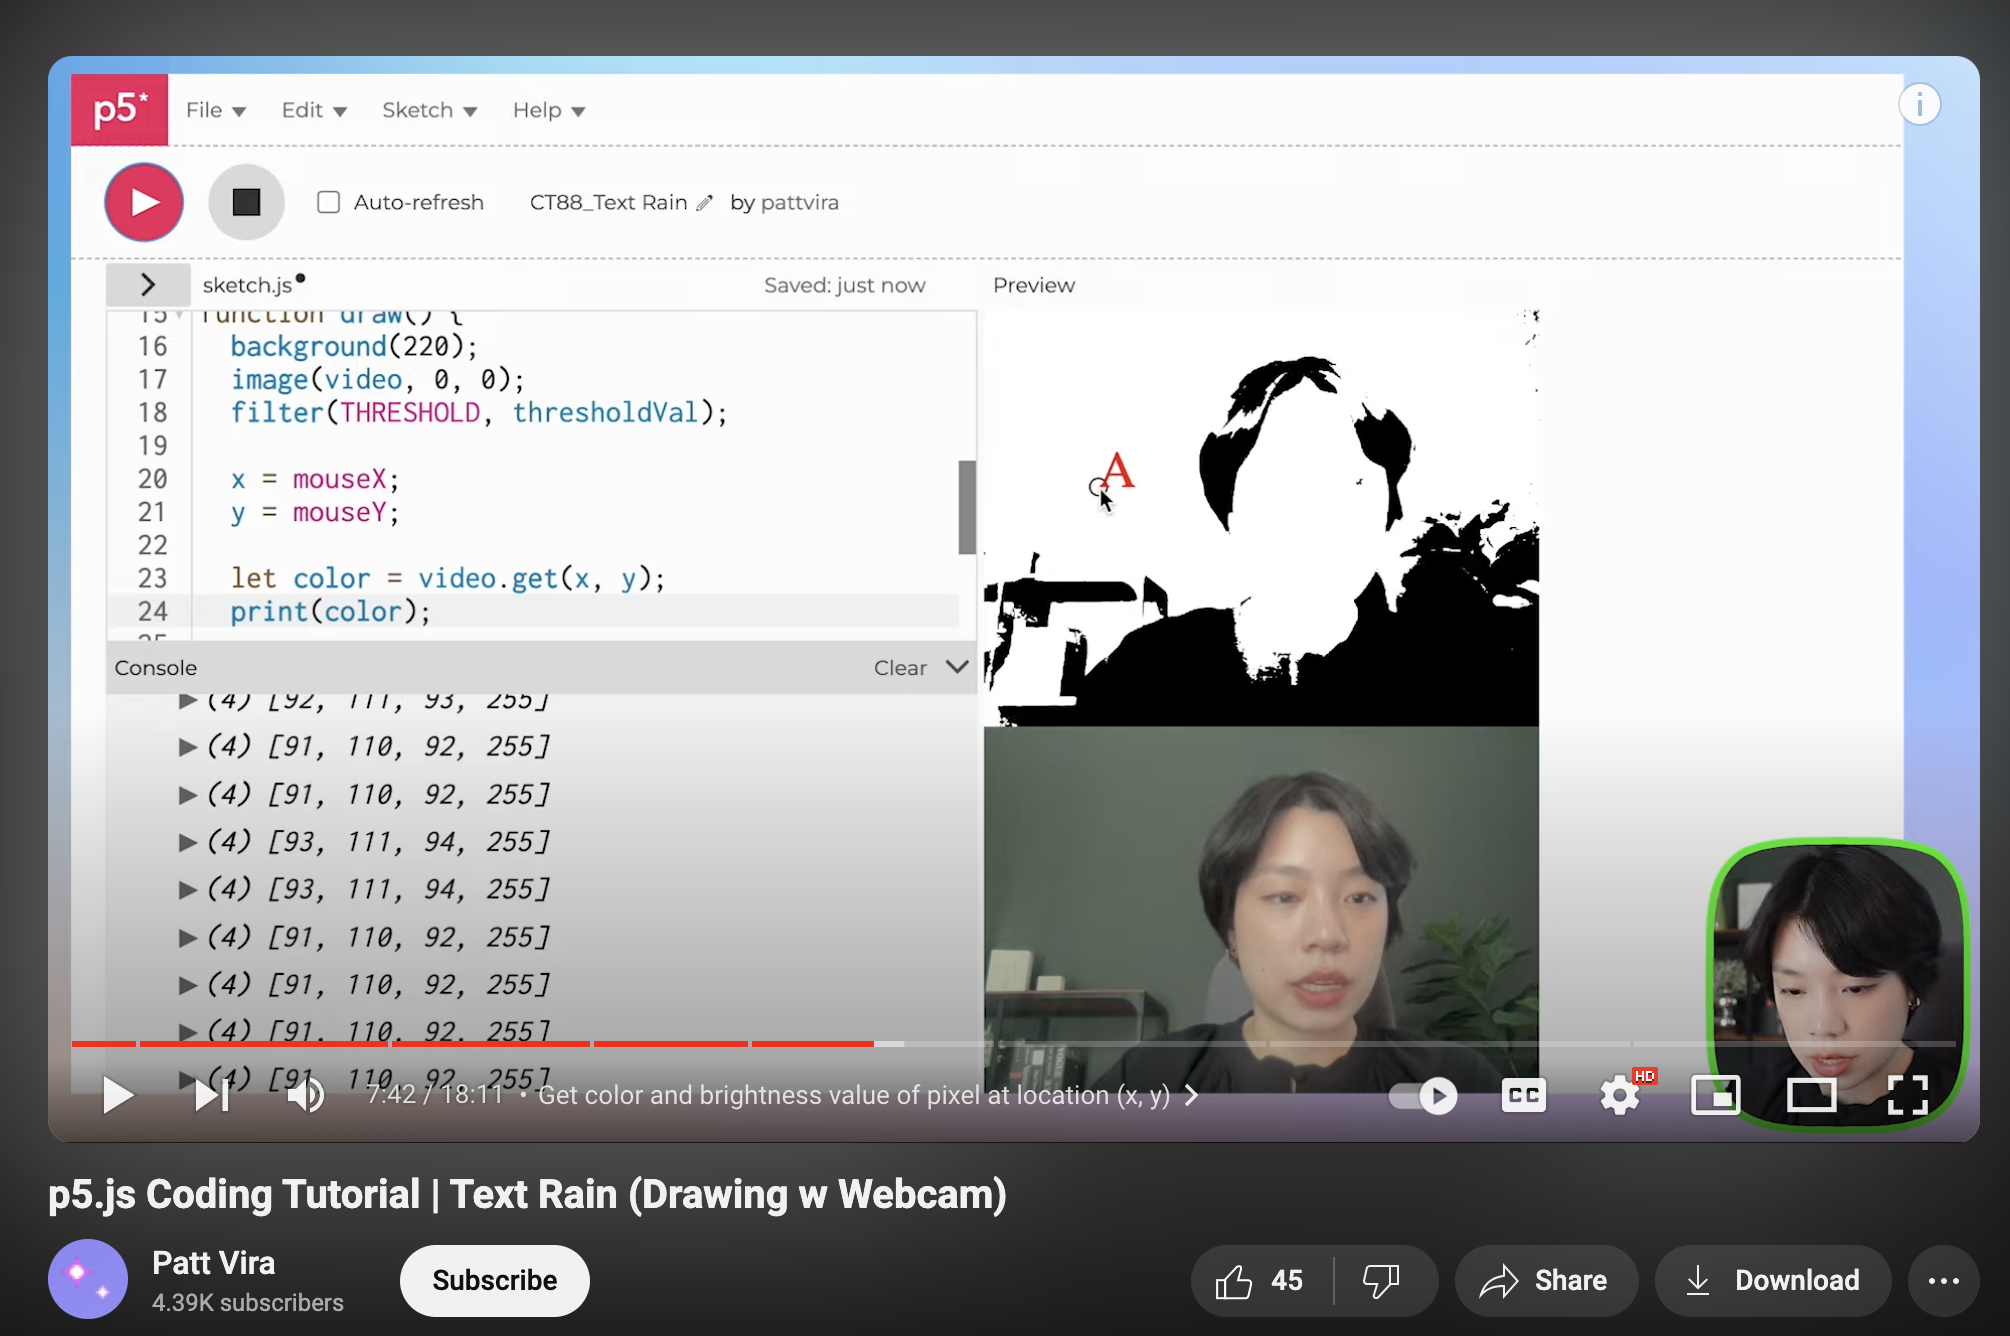 p5*
File
Edit
Sketch
Help
Auto-refresh
CT88_Text Rain
by pattvira
sketch.js
Saved: just now
Preview
15 function draw() {
16 background(220);
17 image(video, 0, 0);
18 filter(THRESHOLD, thresholdVal);
19
20 x = mouseX;
21 y = mouseY;
22
23 let color = video.get(x, y);
24 print(color);
25
A
Console
Clear
(4) [92, 111, 93, 255]
(4) [91, 110, 92, 255]
(4) [91, 110, 92, 255]
(4) [93, 111, 94, 255]
(4) [93, 111, 94, 255]
(4) [91, 110, 92, 255]
(4) [91, 110, 92, 255]
(4) [91, 110, 92, 255]
(4) [91, 110, 92, 255]
7:42 / 18:11 • Get color and brightness value of pixel at location (x, y)
CC
HD
p5.js Coding Tutorial | Text Rain (Drawing w Webcam)
Patt Vira
4.39K subscribers
Subscribe
45
Share
Download